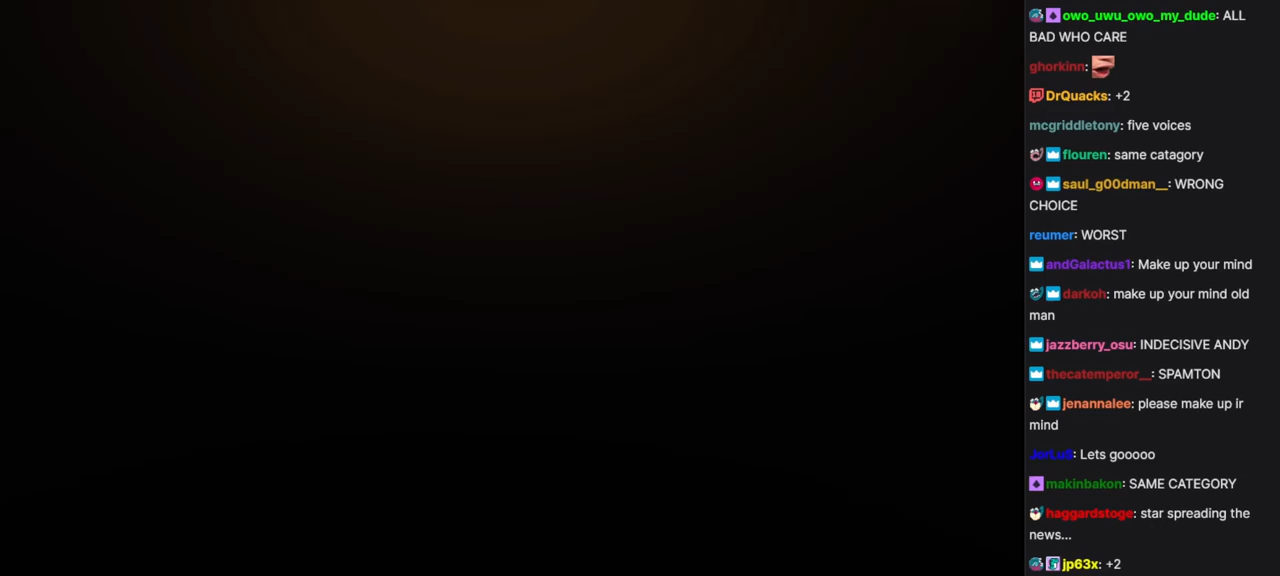 owo_uwu_owo_my_dude: ALL
BAD WHO CARE
ghorkinn:
DrQuacks: +2
mcgriddletony: five voices
flouren: same catagory
saul_g00dman__: WRONG
CHOICE
reumer: WORST
andGalactus1: Make up your mind
darkoh: make up your mind old
man
jazzberry_osu: INDECISIVE ANDY
thecatemperor__: SPAMTON
jenannalee: please make up ir
mind
: Lets gooooo
makinbakon: SAME CATEGORY
haggardstoge: star spreading the
news...
jp63x: +2